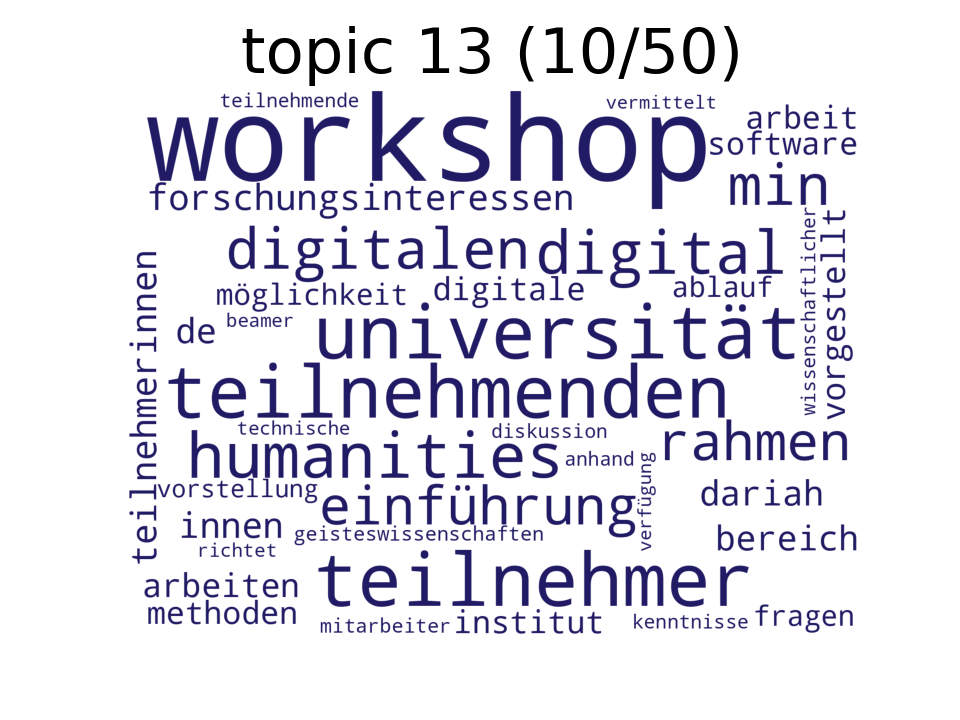 topic 13 (10/50)
teilnehmende
vermittelt
workshop
arbeit
software
min
forschungsinteressen
digitalen
digital
wissenschaftlicher
vorgestellt
teilnehmerinnen
möglichkeit
digitale
ablauf
de
beamer
universität
teilnehmenden
technische
diskussion
humanities
anhand
rahmen
verfügung
vorstellung
einführung
dariah
innen
geisteswissenschaften
bereich
richtet
teilnehmer
arbeiten
methoden
mitarbeiter
institut
kenntnisse
fragen